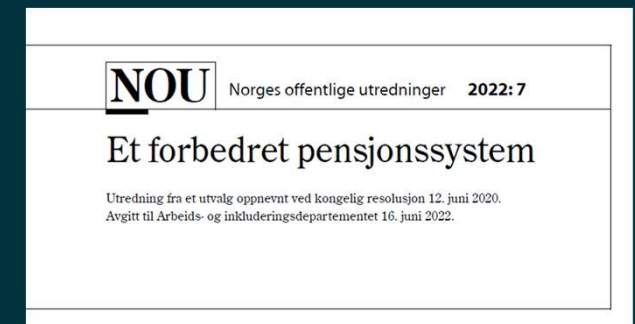 NOU Norges offentlige utredninger 2022: 7
Et forbedret pensjonssystem
Utredning fra et utvalg oppnevnt ved kongelig resolusjon 12. juni 2020.
Avgitt til Arbeids- og inkluderingsdepartementet 16. juni 2022.